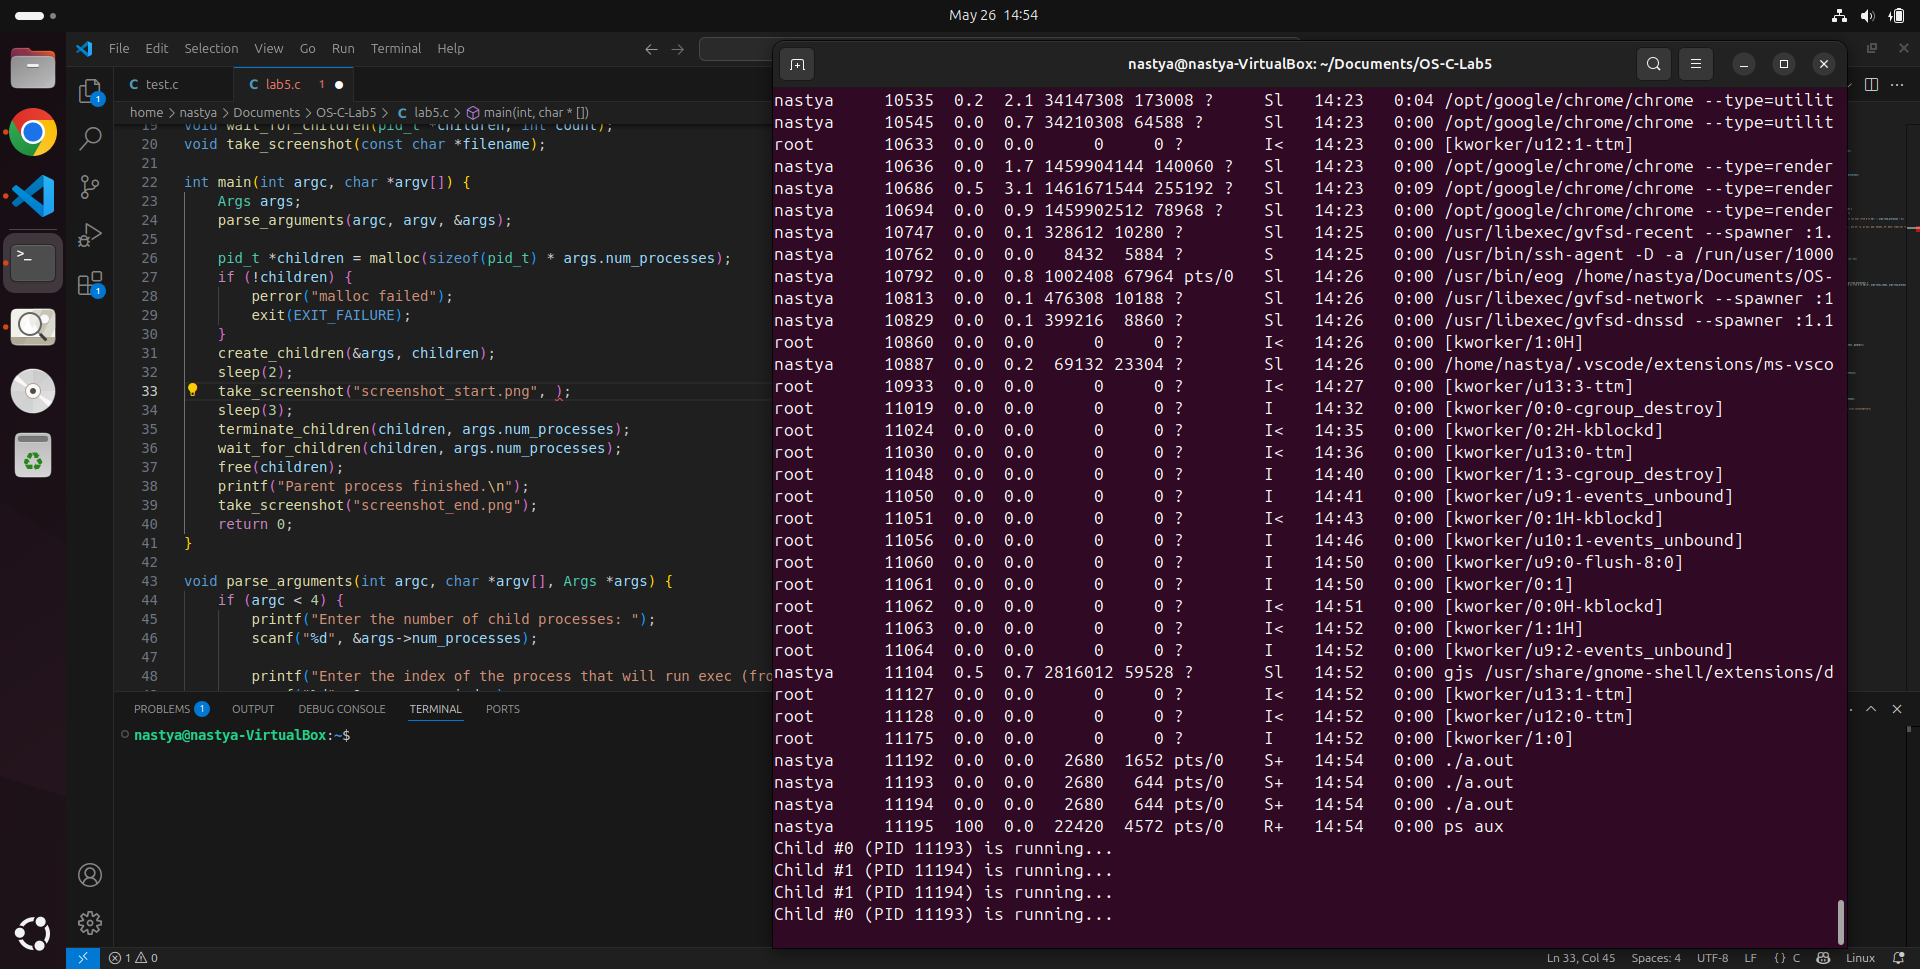 May 26 14:54
File Edit Selection View Go Run Terminal Help
C test.c
C lab5.c 1
home > nastya > Documents > OS-C-Lab5 > C lab5.c > main(int, char * [])
19 void wait_for_children(pid_t *children, int count);
20 void take_screenshot(const char *filename);
21
22 int main(int argc, char *argv[]) {
23 Args args;
24 parse_arguments(argc, argv, &args);
25
26 pid_t *children = malloc(sizeof(pid_t) * args.num_processes);
27 if (!children) {
28 perror("malloc failed");
29 exit(EXIT_FAILURE);
30 }
31 create_children(&args, children);
32 sleep(2);
33 take_screenshot("screenshot_start.png", );
34 sleep(3);
35 terminate_children(children, args.num_processes);
36 wait_for_children(children, args.num_processes);
37 free(children);
38 printf("Parent process finished.\n");
39 take_screenshot("screenshot_end.png");
40 return 0;
41 }
42
43 void parse_arguments(int argc, char *argv[], Args *args) {
44 if (argc < 4) {
45 printf("Enter the number of child processes: ");
46 scanf("%d", &args->num_processes);
47
48 printf("Enter the index of the process that will run exec (fro
PROBLEMS 1 OUTPUT DEBUG CONSOLE TERMINAL PORTS
nastya@nastya-VirtualBox:~$
nastya@nastya-VirtualBox: ~/Documents/OS-C-Lab5
nastya 10535 0.2 2.1 34147308 173008 ? Sl 14:23 0:04 /opt/google/chrome/chrome --type=utilit
nastya 10545 0.0 0.7 34210308 64588 ? Sl 14:23 0:00 /opt/google/chrome/chrome --type=utilit
root 10633 0.0 0.0 0 0 ? I< 14:23 0:00 [kworker/u12:1-ttm]
nastya 10636 0.0 1.7 1459904144 140060 ? Sl 14:23 0:00 /opt/google/chrome/chrome --type=render
nastya 10686 0.5 3.1 1461671544 255192 ? Sl 14:23 0:09 /opt/google/chrome/chrome --type=render
nastya 10694 0.0 0.9 1459902512 78968 ? Sl 14:23 0:00 /opt/google/chrome/chrome --type=render
nastya 10747 0.0 0.1 328612 10280 ? Sl 14:25 0:00 /usr/libexec/gvfsd-recent --spawner :1.
nastya 10762 0.0 0.0 8432 5884 ? S 14:25 0:00 /usr/bin/ssh-agent -D -a /run/user/1000
nastya 10792 0.0 0.8 1002408 67964 pts/0 Sl 14:26 0:00 /usr/bin/eog /home/nastya/Documents/OS-
nastya 10813 0.0 0.1 476308 10188 ? Sl 14:26 0:00 /usr/libexec/gvfsd-network --spawner :1
nastya 10829 0.0 0.1 399216 8860 ? Sl 14:26 0:00 /usr/libexec/gvfsd-dnssd --spawner :1.1
root 10860 0.0 0.0 0 0 ? I< 14:26 0:00 [kworker/1:0H]
nastya 10887 0.0 0.2 69132 23304 ? Sl 14:26 0:00 /home/nastya/.vscode/extensions/ms-vsco
root 10933 0.0 0.0 0 0 ? I< 14:27 0:00 [kworker/u13:3-ttm]
root 11019 0.0 0.0 0 0 ? I 14:32 0:00 [kworker/0:0-cgroup_destroy]
root 11024 0.0 0.0 0 0 ? I< 14:35 0:00 [kworker/0:2H-kblockd]
root 11030 0.0 0.0 0 0 ? I< 14:36 0:00 [kworker/u13:0-ttm]
root 11048 0.0 0.0 0 0 ? I 14:40 0:00 [kworker/1:3-cgroup_destroy]
root 11050 0.0 0.0 0 0 ? I 14:41 0:00 [kworker/u9:1-events_unbound]
root 11051 0.0 0.0 0 0 ? I< 14:43 0:00 [kworker/0:1H-kblockd]
root 11056 0.0 0.0 0 0 ? I 14:46 0:00 [kworker/u10:1-events_unbound]
root 11060 0.0 0.0 0 0 ? I 14:50 0:00 [kworker/u9:0-flush-8:0]
root 11061 0.0 0.0 0 0 ? I 14:50 0:00 [kworker/0:1]
root 11062 0.0 0.0 0 0 ? I< 14:51 0:00 [kworker/0:0H-kblockd]
root 11063 0.0 0.0 0 0 ? I< 14:52 0:00 [kworker/1:1H]
root 11064 0.0 0.0 0 0 ? I 14:52 0:00 [kworker/u9:2-events_unbound]
nastya 11104 0.5 0.7 2816012 59528 ? Sl 14:52 0:00 gjs /usr/share/gnome-shell/extensions/d
root 11127 0.0 0.0 0 0 ? I< 14:52 0:00 [kworker/u13:1-ttm]
root 11128 0.0 0.0 0 0 ? I< 14:52 0:00 [kworker/u12:0-ttm]
root 11175 0.0 0.0 0 0 ? I 14:52 0:00 [kworker/1:0]
nastya 11192 0.0 0.0 2680 1652 pts/0 S+ 14:54 0:00 ./a.out
nastya 11193 0.0 0.0 2680 644 pts/0 S+ 14:54 0:00 ./a.out
nastya 11194 0.0 0.0 2680 644 pts/0 S+ 14:54 0:00 ./a.out
nastya 11195 100 0.0 22420 4572 pts/0 R+ 14:54 0:00 ps aux
Child #0 (PID 11193) is running...
Child #1 (PID 11194) is running...
Child #1 (PID 11194) is running...
Child #0 (PID 11193) is running...
1 0
Ln 33, Col 45 Spaces: 4 UTF-8 LF {} C Linux